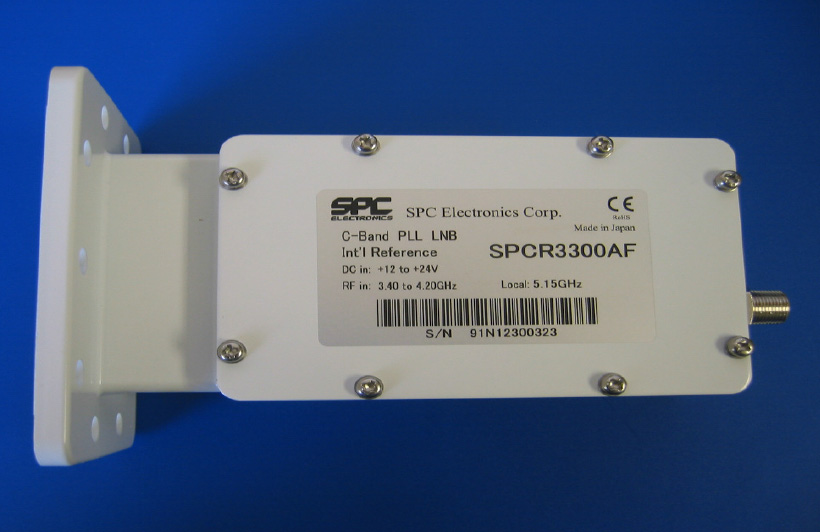 SPC
ELECTRONICS
SPC Electronics Corp.
CE
RoHS
Made in Japan
C-Band PLL LNB
Int'l Reference
SPCR3300AF
DC in: +12 to +24V
RF in: 3.40 to 4.20GHz Local: 5.15GHz
S/N 91N12300323